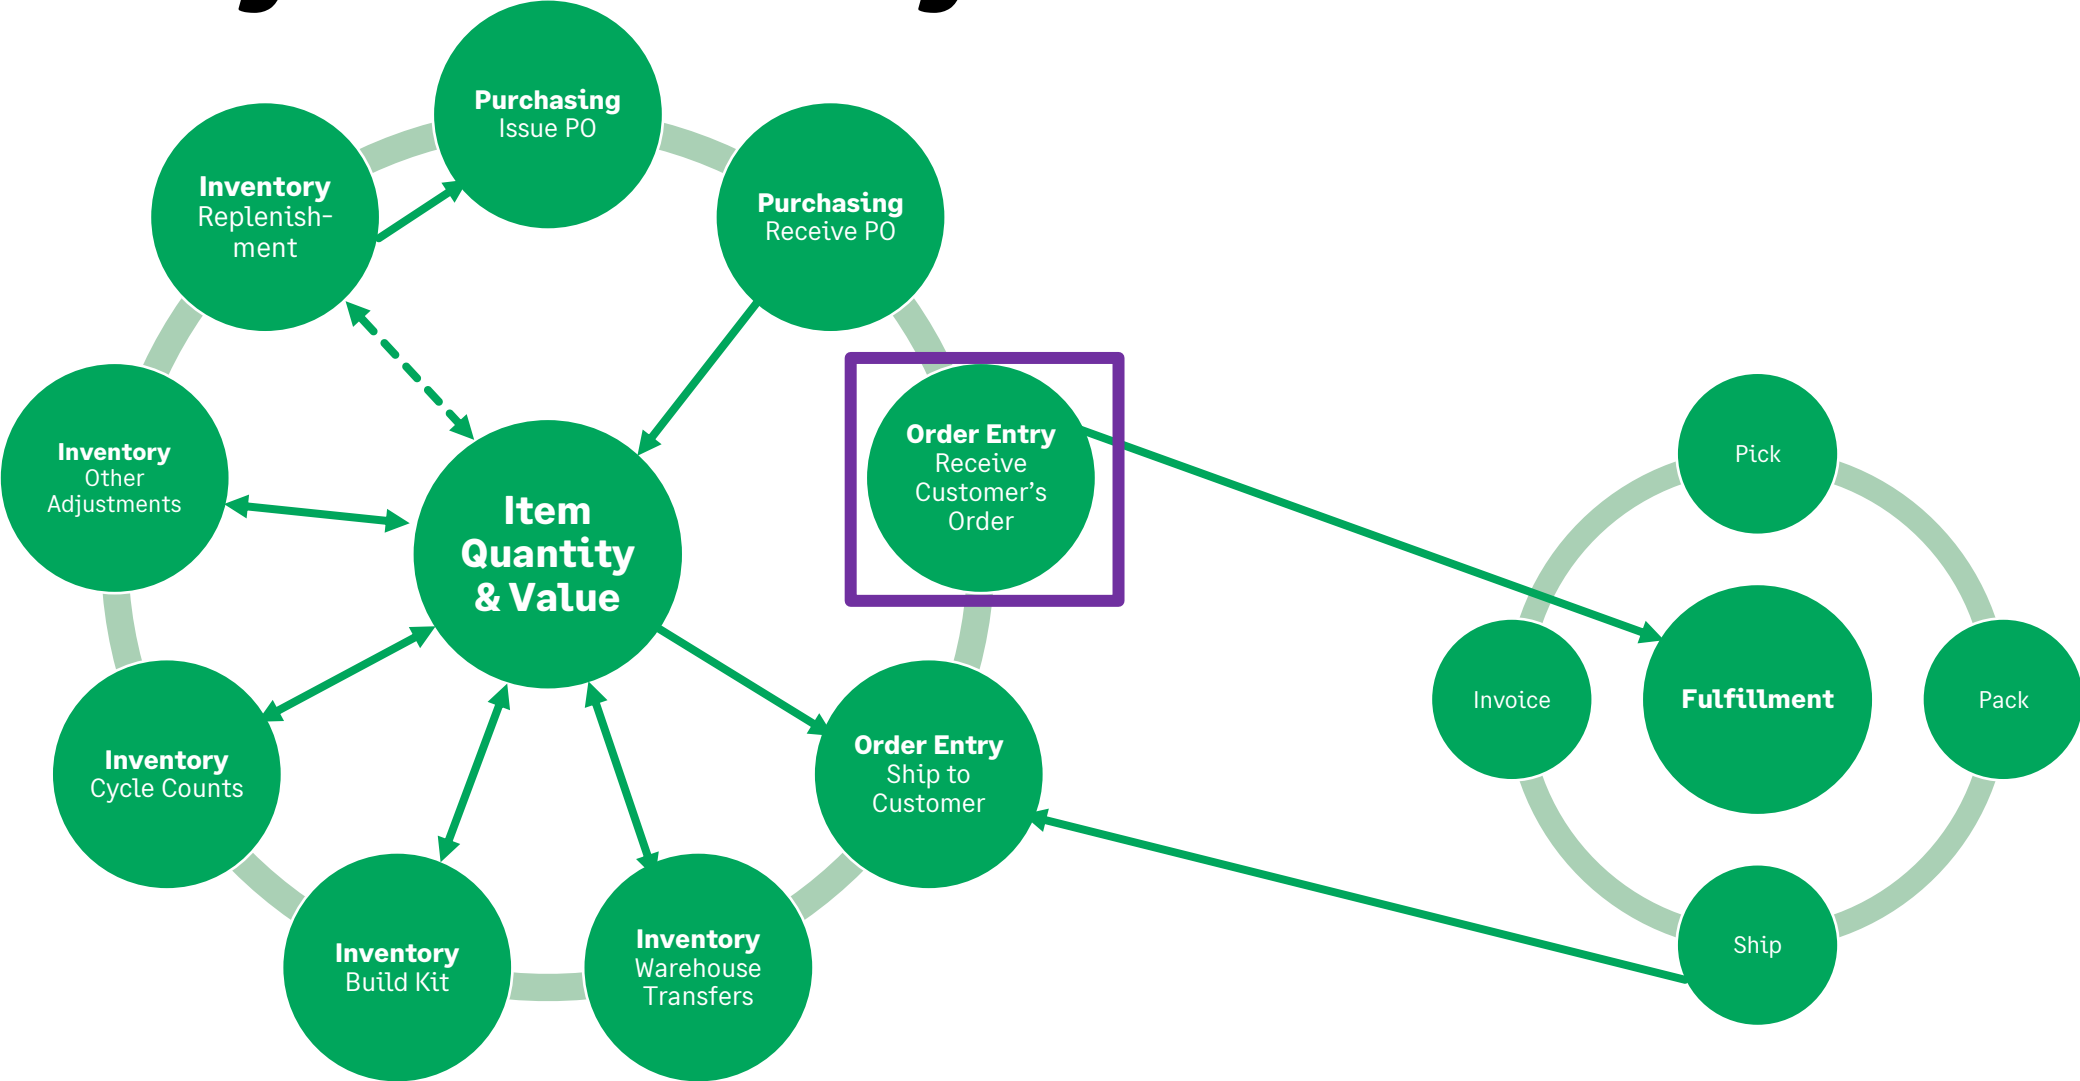 Purchasing
Issue PO
Inventory
Replenish-
ment
Purchasing
Receive PO
Inventory
Other
Adjustments
Item
Quantity
& Value
Order Entry
Receive
Customer’s
Order
Inventory
Cycle Counts
Order Entry
Ship to
Customer
Inventory
Build Kit
Inventory
Warehouse
Transfers
Pick
Invoice
Fulfillment
Pack
Ship